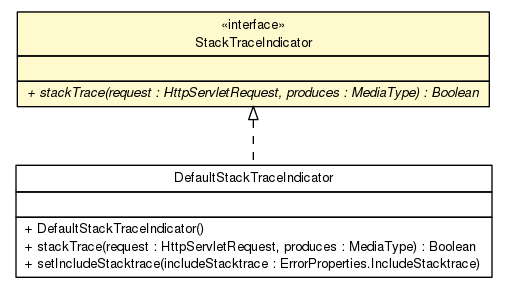 «interface»
StackTraceIndicator
+ stackTrace(request : HttpServletRequest, produces : MediaType) : Boolean
DefaultStackTraceIndicator
+ DefaultStackTraceIndicator()
+ stackTrace(request : HttpServletRequest, produces : MediaType) : Boolean
+ setIncludeStacktrace(includeStacktrace : ErrorProperties.IncludeStacktrace)